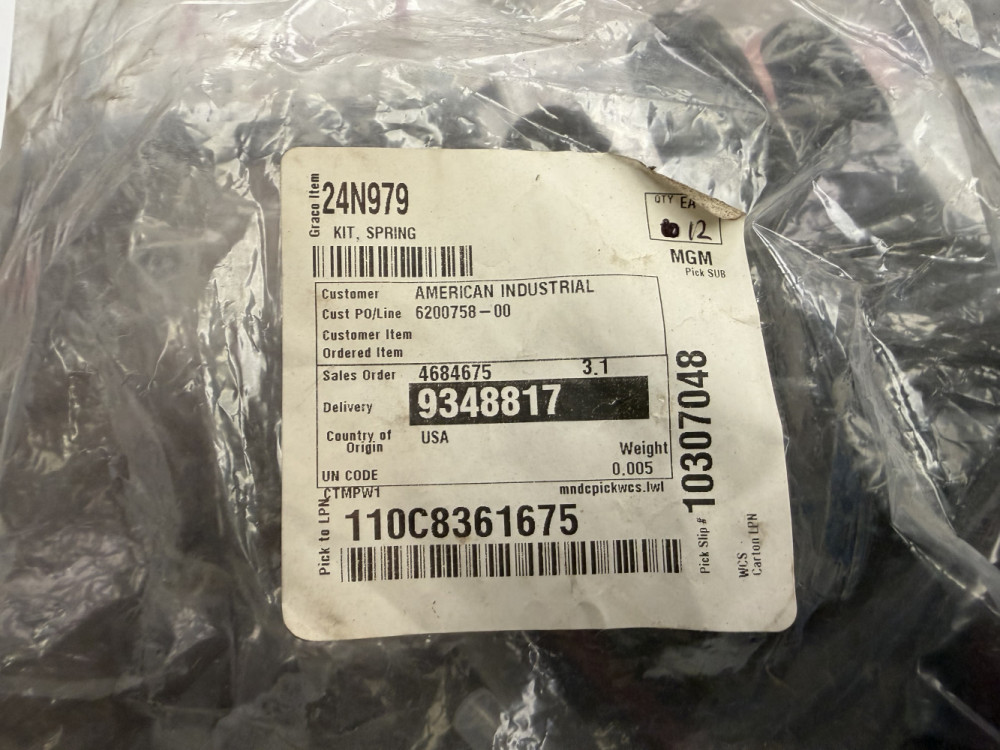 Graco Item
24N979
KIT, SPRING
QTY EA
12
MGM
Pick SUB
Customer AMERICAN INDUSTRIAL
Cust PO/Line 6200758-00
Customer Item
Ordered Item
Sales Order 4684675 3.1
Delivery 9348817
Country of Origin USA
Weight
0.005
UN CODE
CTMPW1 mndcpickwcs.lwl
Pick to LPN
110C8361675
Pick Slip # 10307048
WCS
Carton LPN